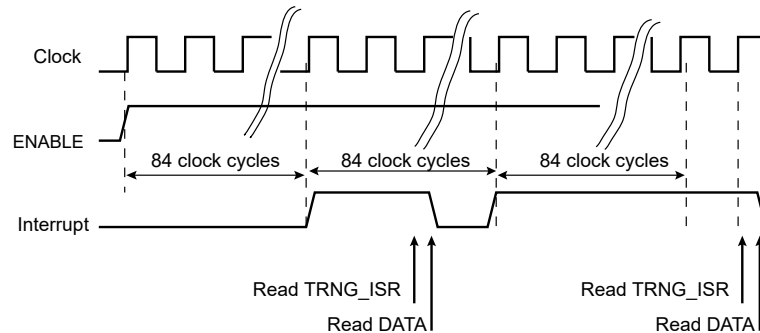 Clock
ENABLE
84 clock cycles 84 clock cycles 84 clock cycles
Interrupt
Read TRNG_ISR Read TRNG_ISR
Read DATA Read DATA